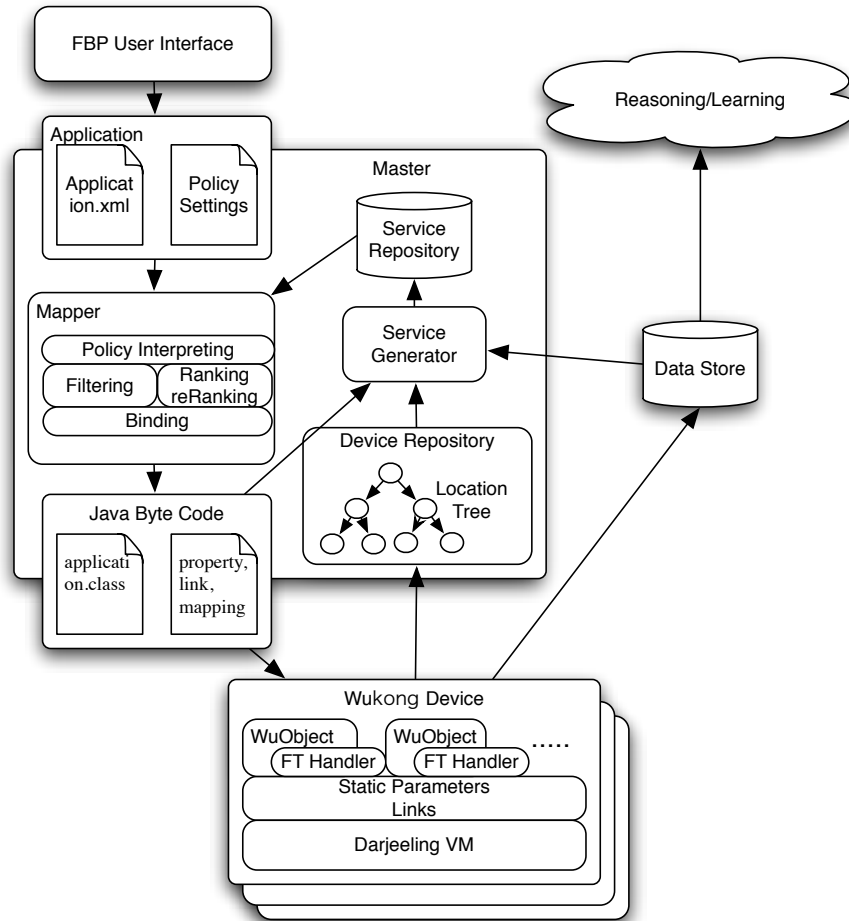 FBP User Interface
Reasoning/Learning
Application
Applicat
ion.xml
Policy
Settings
Master
Service
Repository
Mapper
Policy Interpreting
Filtering
Ranking
reRanking
Binding
Service
Generator
Data Store
Device Repository
Location
Tree
Java Byte Code
applicati
on.class
property,
link,
mapping
Wukong Device
WuObject
FT Handler
WuObject
FT Handler
.....
Static Parameters
Links
Darjeeling VM